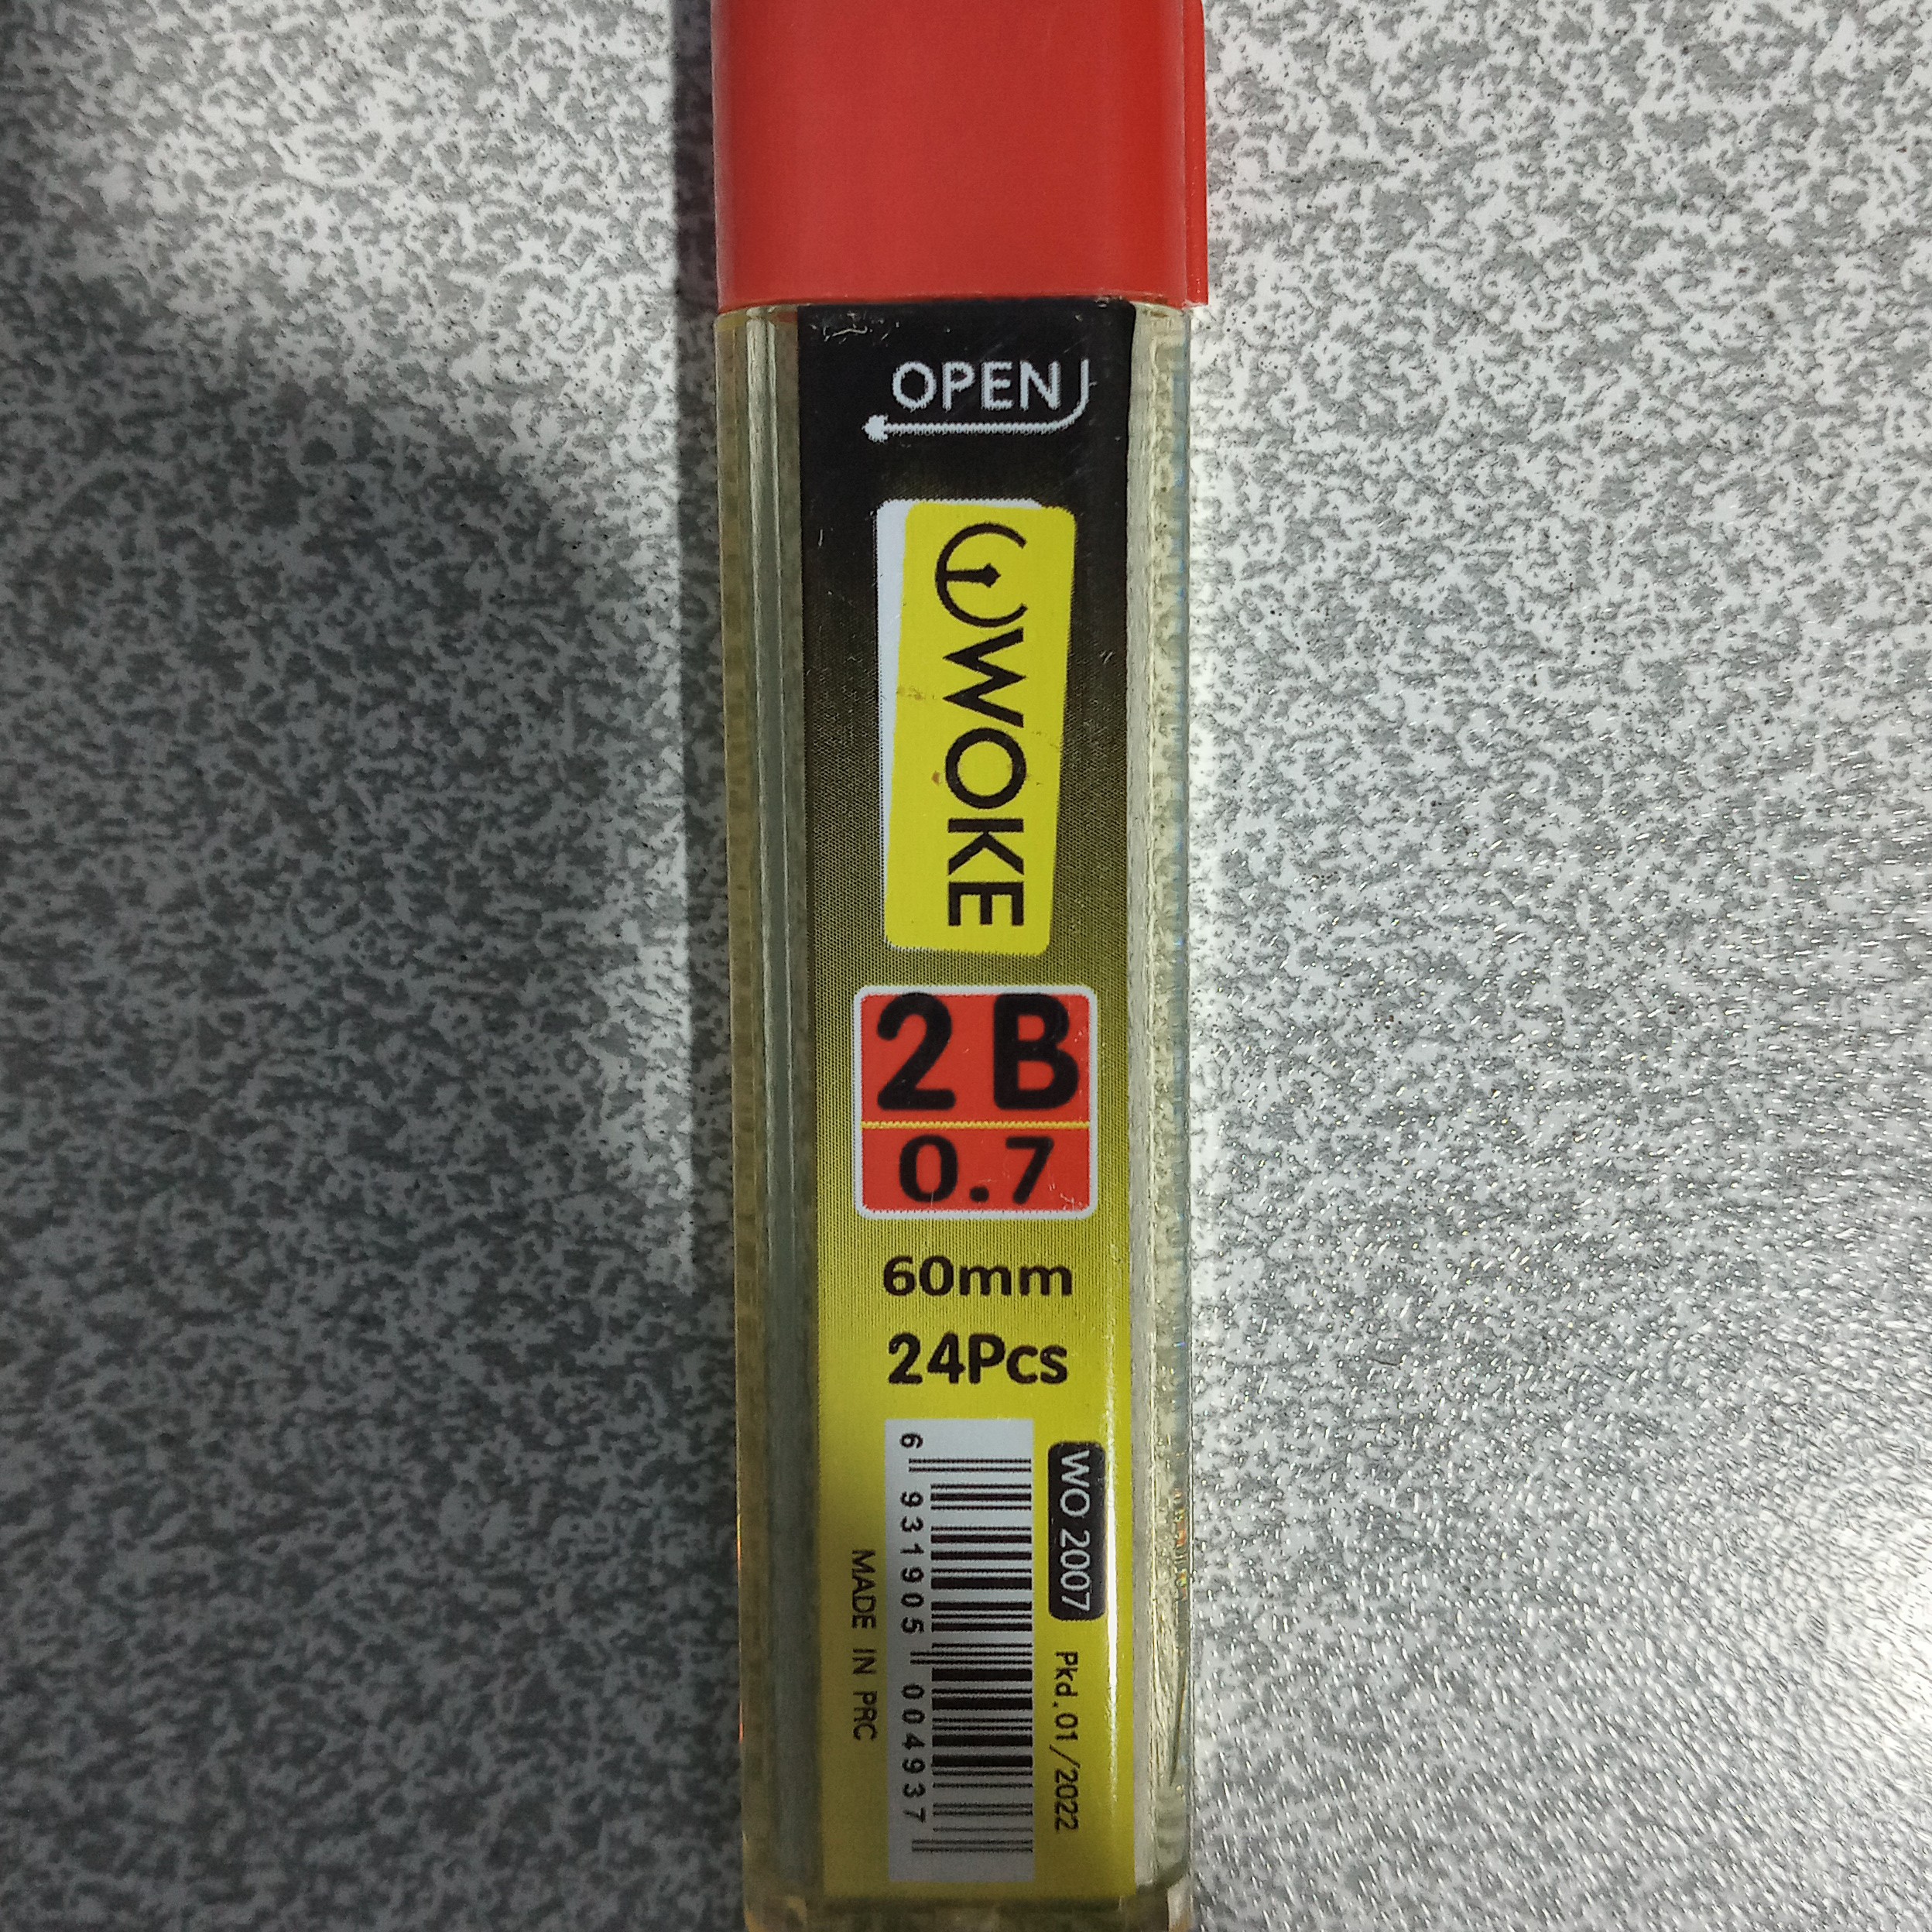 OPEN
WOKE
2B
0.7
60mm
24Pcs
WO 2007
Pkd.01/2022
6 931905 004937
MADE IN PRC